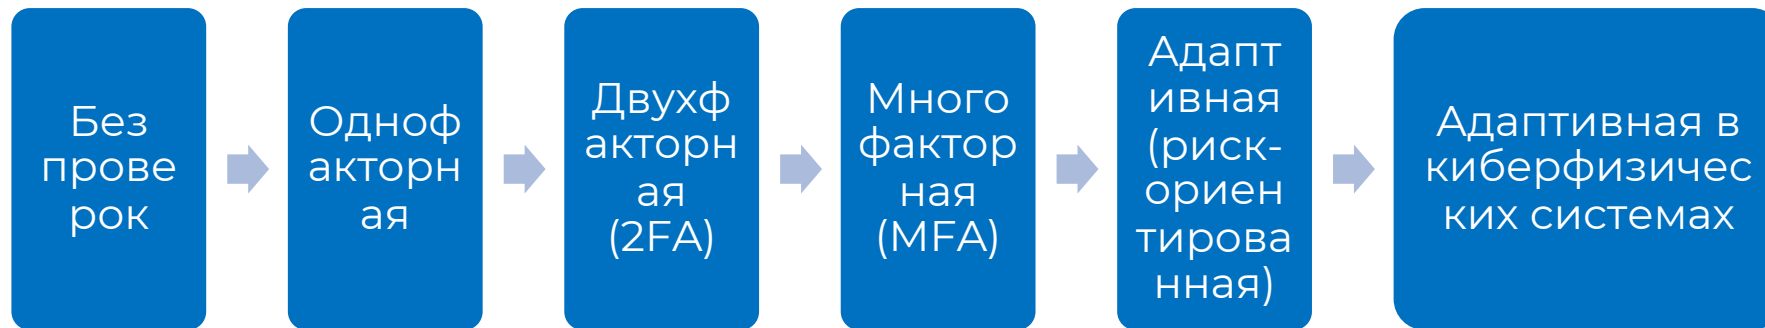 Без
прове
рок
Одноф
акторн
ая
Двухф
акторн
ая
(2FA)
Много
фактор
ная
(MFA)
Адапт
ивная
(риск-
ориен
тирова
нная)
Адаптивная в
киберфизичес
ких системах